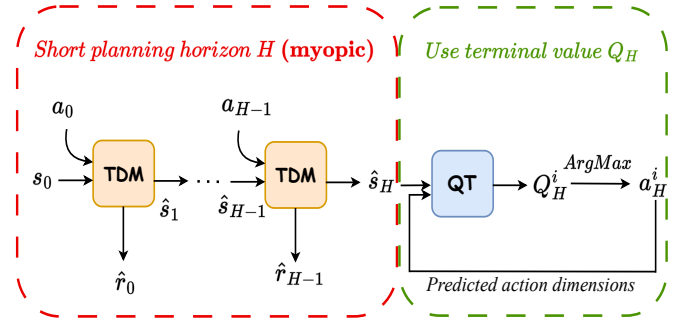 Short planning horizon H (myopic)
Use terminal value Q_H
a_0
a_{H-1}
s_0
TDM
ŝ_1
...
ŝ_{H-1}
TDM
ŝ_H
QT
Q_H^i
ArgMax
a_H^i
r̂_0
r̂_{H-1}
Predicted action dimensions